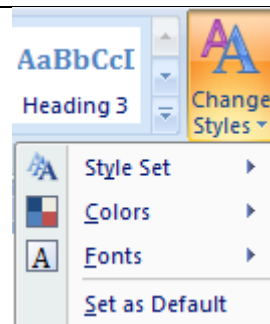 AaBbCcI
Heading 3
Change
Styles
Style Set
Colors
Fonts
Set as Default